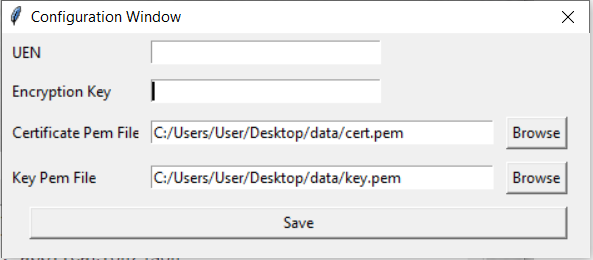 Configuration Window
UEN
Encryption Key
Certificate Pem File C:/Users/User/Desktop/data/cert.pem Browse
Key Pem File C:/Users/User/Desktop/data/key.pem Browse
Save